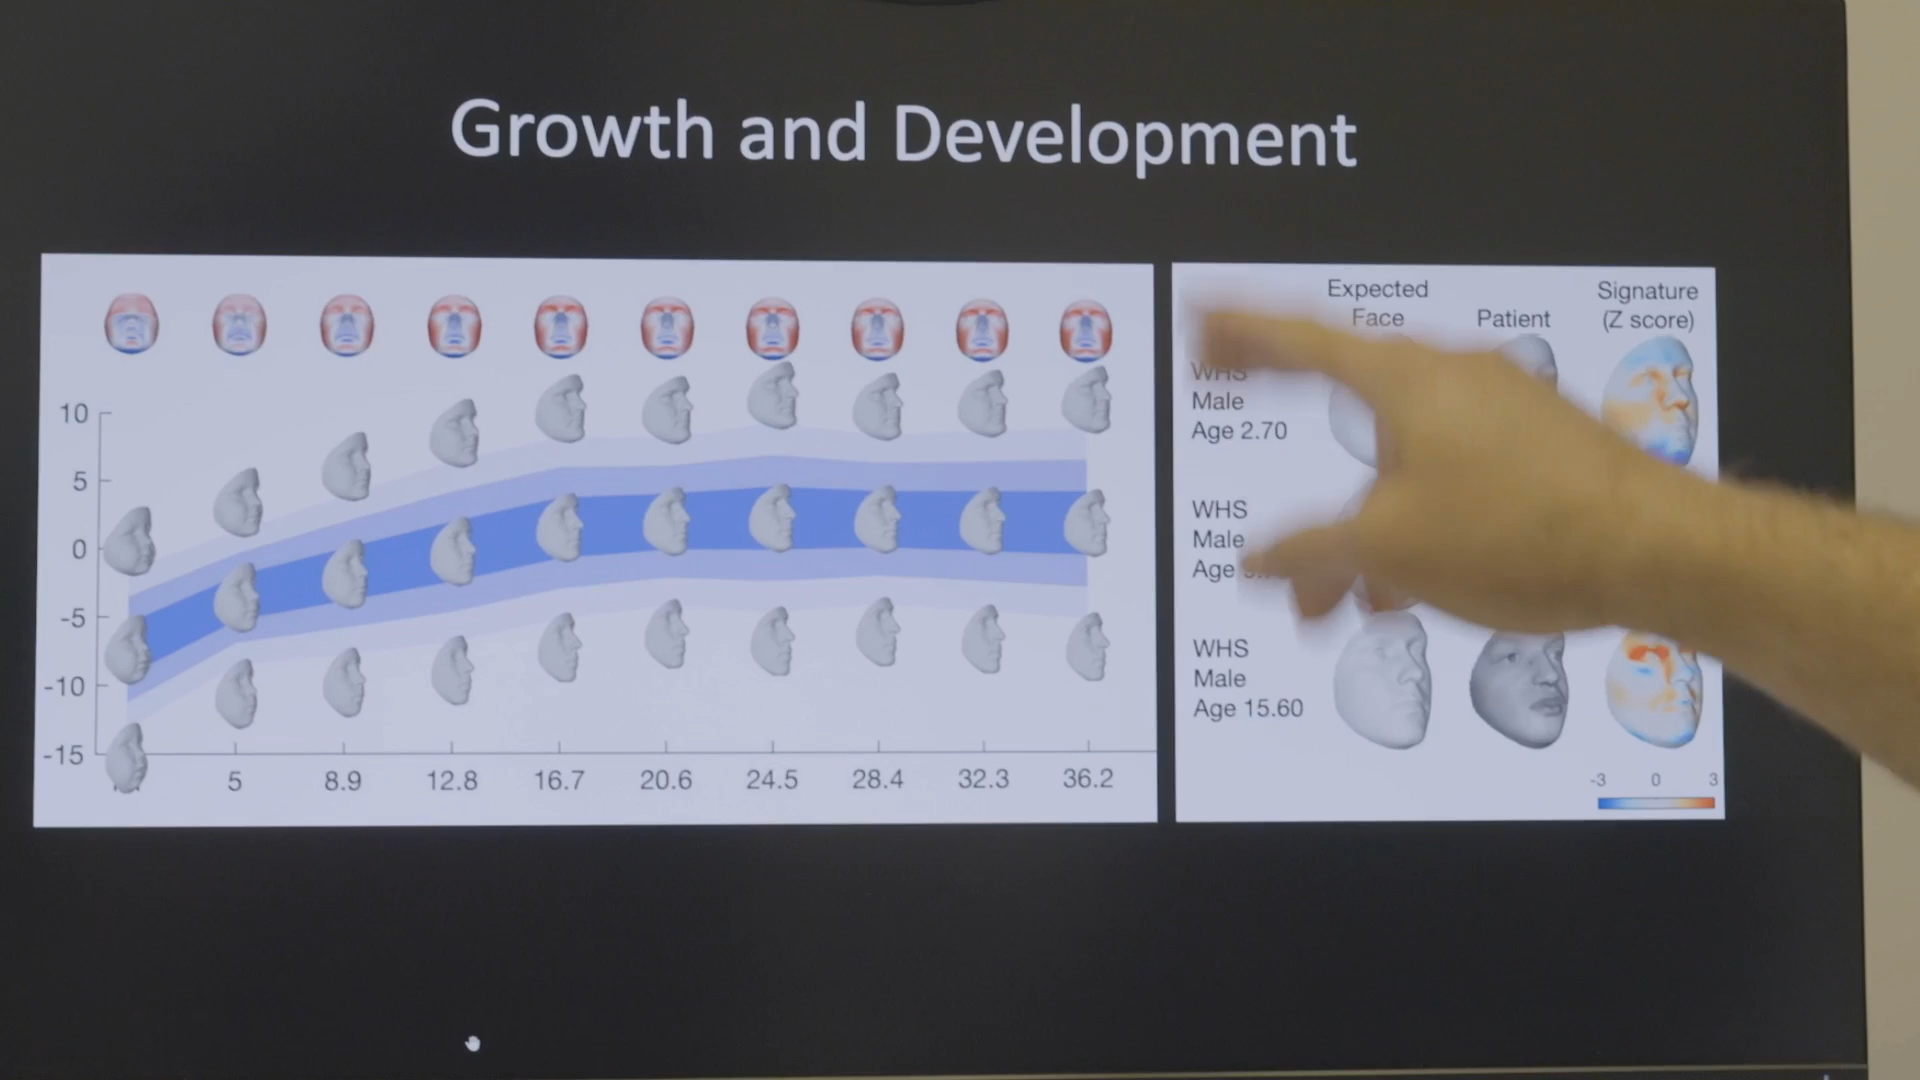 Growth and Development
10
5
0
-5
-10
-15
5 8.9 12.8 16.7 20.6 24.5 28.4 32.3 36.2
Expected Face
Patient
Signature (Z score)
WHS
Male
Age 2.70
WHS
Male
Age
WHS
Male
Age 15.60
-3 0 3